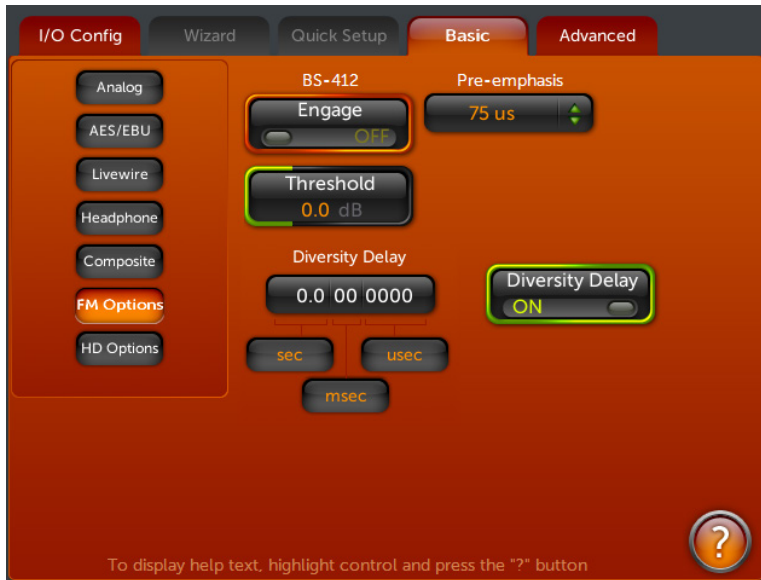 I/O Config
Wizard
Quick Setup
Basic
Advanced
Analog
AES/EBU
Livewire
Headphone
Composite
FM Options
HD Options
BS-412
Engage
OFF
Pre-emphasis
75 us
Threshold
0.0 dB
Diversity Delay
0.0 00 0000
sec
usec
msec
Diversity Delay
ON
?
To display help text, highlight control and press the "?" button